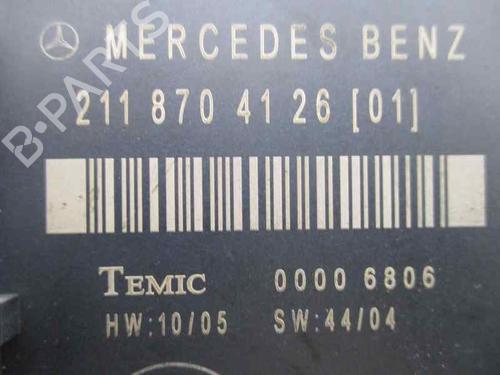 MERCEDES BENZ
211 870 41 26 [01]
TEMIC 0000 6806
HW:10/05 SW:44/04
B-PARTS